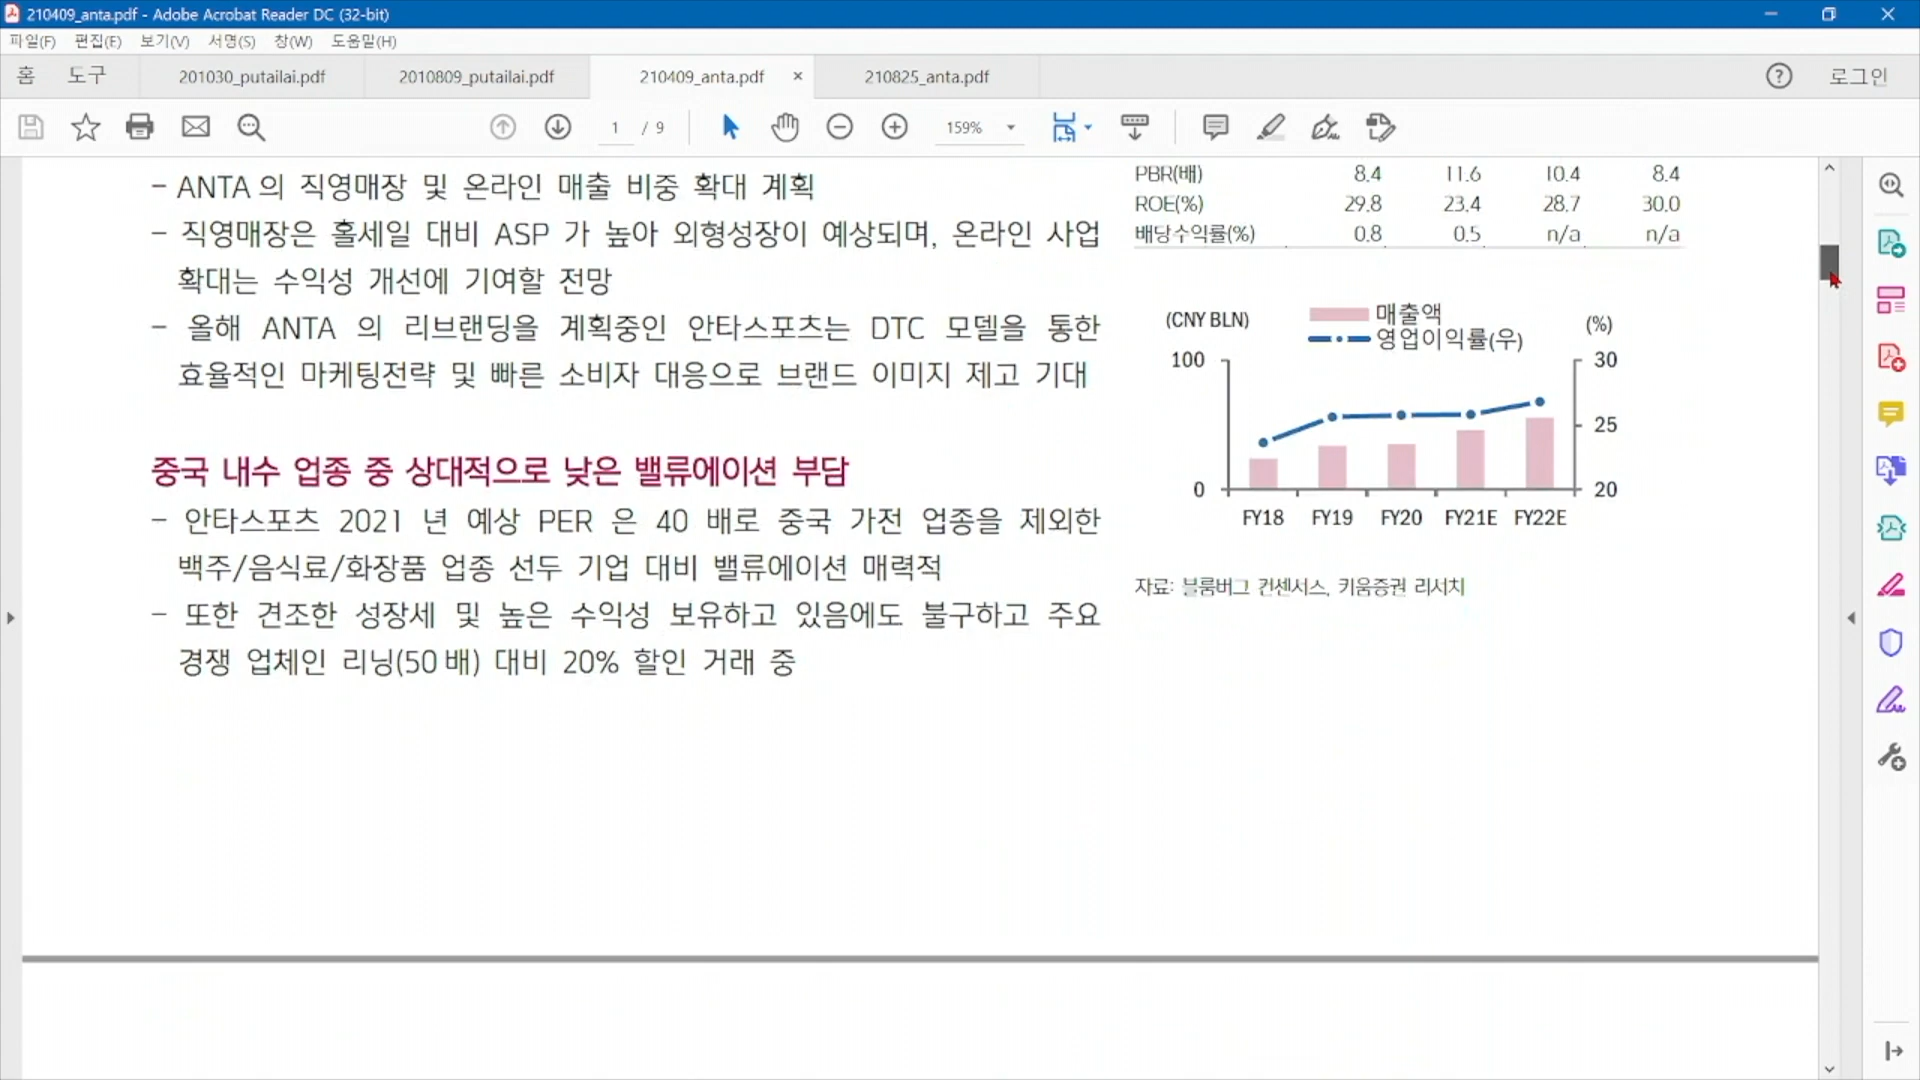 210409_anta.pdf - Adobe Acrobat Reader DC (32-bit)
파일(F) 편집(E) 보기(V) 서명(S) 창(W) 도움말(H)
홈 도구 201030_putailai.pdf 2010809_putailai.pdf 210409_anta.pdf × 210825_anta.pdf ? 로그인
1 / 9 159%
- ANTA의 직영매장 및 온라인 매출 비중 확대 계획
- 직영매장은 홀세일 대비 ASP 가 높아 외형성장이 예상되며, 온라인 사업
확대는 수익성 개선에 기여할 전망
- 올해 ANTA 의 리브랜딩을 계획중인 안타스포츠는 DTC 모델을 통한
효율적인 마케팅전략 및 빠른 소비자 대응으로 브랜드 이미지 제고 기대
중국 내수 업종 중 상대적으로 낮은 밸류에이션 부담
- 안타스포츠 2021 년 예상 PER 은 40 배로 중국 가전 업종을 제외한
백주/음식료/화장품 업종 선두 기업 대비 밸류에이션 매력적
- 또한 견조한 성장세 및 높은 수익성 보유하고 있음에도 불구하고 주요
경쟁 업체인 리닝(50배) 대비 20% 할인 거래 중
PBR(배) 8.4 11.6 10.4 8.4
ROE(%) 29.8 23.4 28.7 30.0
배당수익률(%) 0.8 0.5 n/a n/a
(CNY BLN) 매출액 (%)
영업이익률(우)
100 30
25
0 20
FY18 FY19 FY20 FY21E FY22E
자료: 블룸버그 컨센서스, 키움증권 리서치